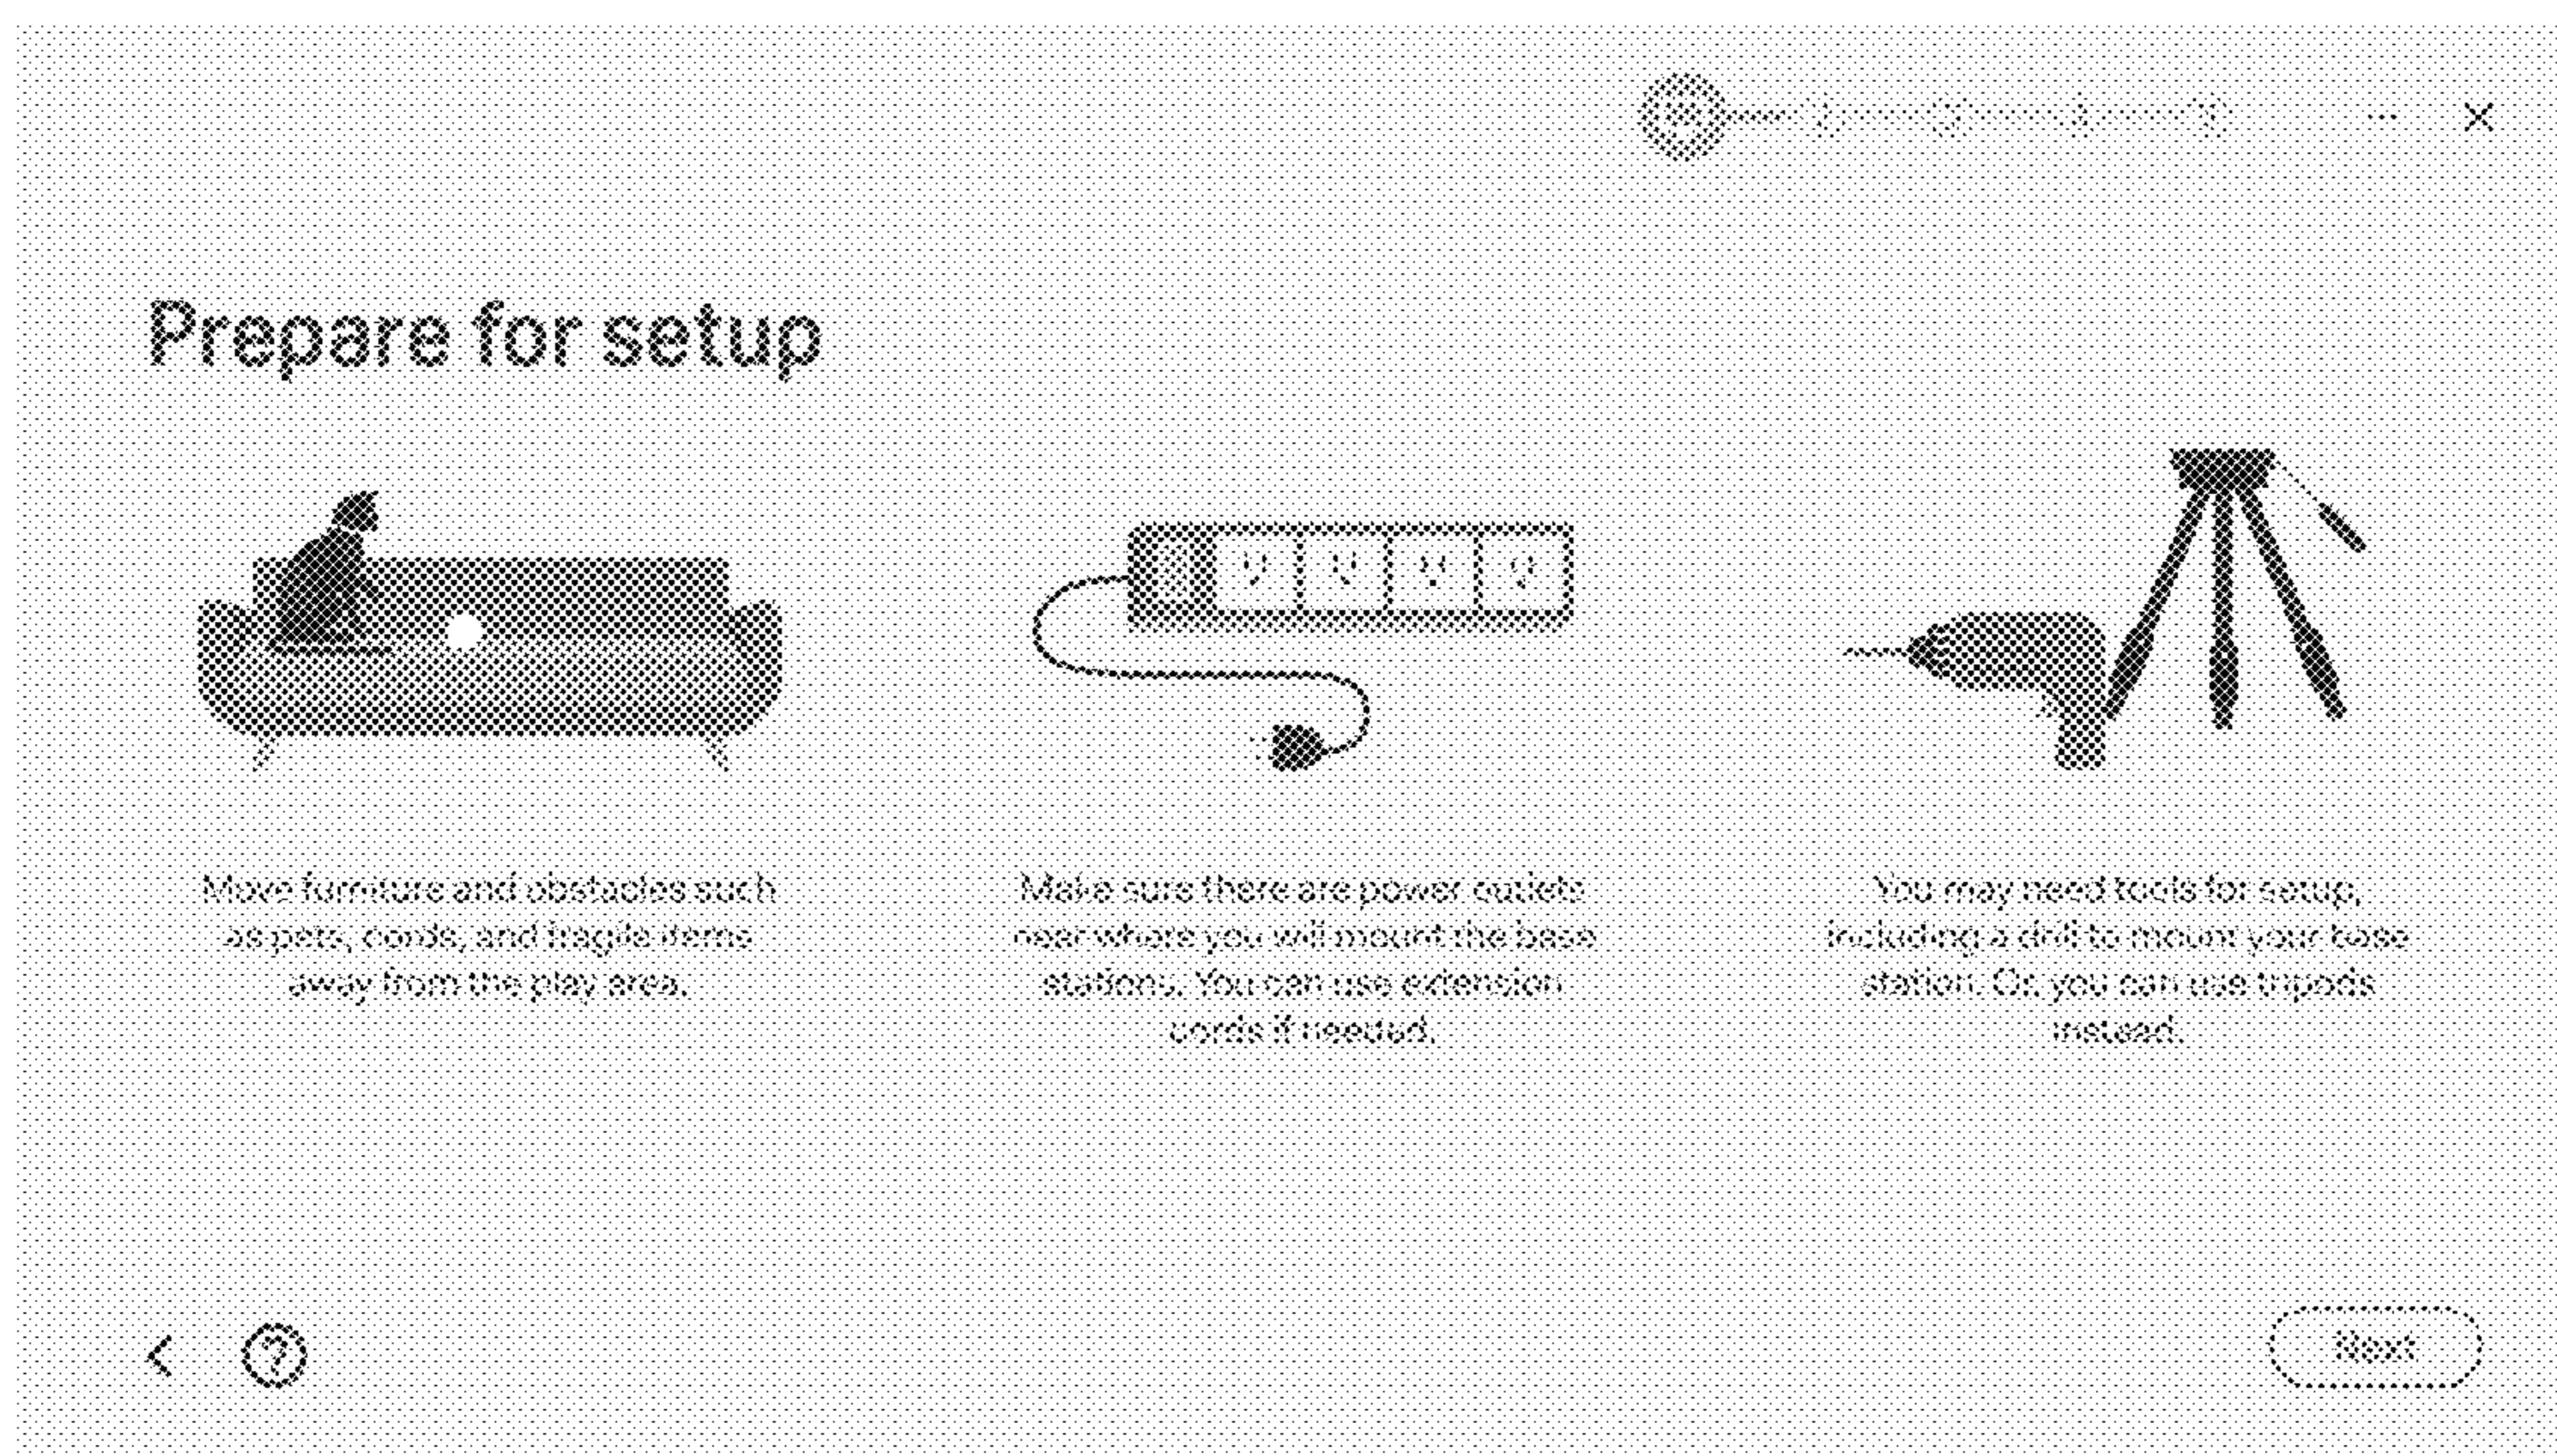 Prepare for setup
Move furniture and obstacles such
as pets, cords, and fragile items
away from the play area.
Make sure there are power outlets
near where you will mount the base
stations. You can use extension
cords if needed.
You may need tools for setup,
including a drill to mount your base
station. Or, you can use tripods
instead.
?
Next